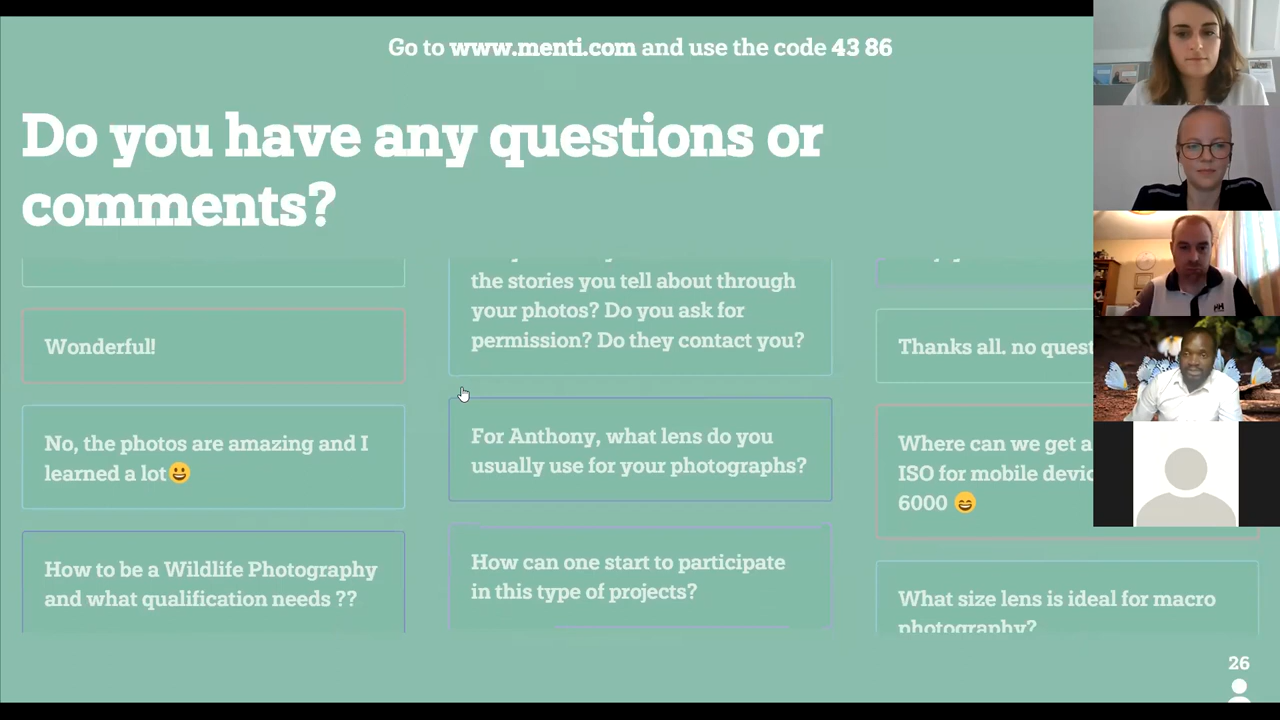 Go to www.menti.com and use the code 43 86
Do you have any questions or
comments?
Wonderful!
No, the photos are amazing and I
learned a lot😀
How to be a Wildlife Photography
and what qualification needs ??
the stories you tell about through
your photos? Do you ask for
permission? Do they contact you?
For Anthony, what lens do you
usually use for your photographs?
How can one start to participate
in this type of projects?
Thanks all. no quest
Where can we get a
ISO for mobile devic
6000 😄
What size lens is ideal for macro
photography?
26